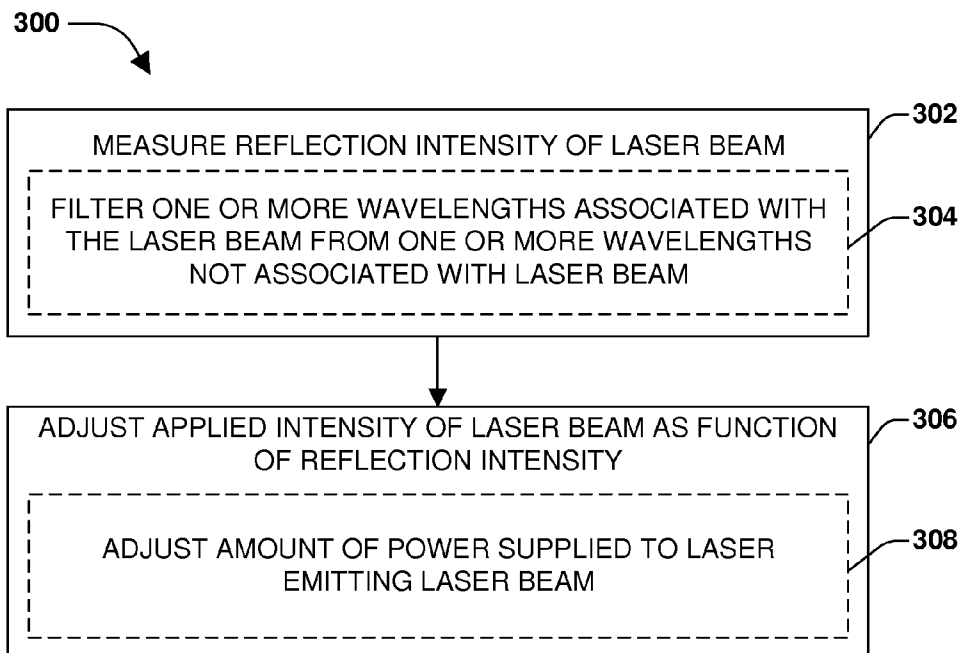 300
302
MEASURE REFLECTION INTENSITY OF LASER BEAM
FILTER ONE OR MORE WAVELENGTHS ASSOCIATED WITH
THE LASER BEAM FROM ONE OR MORE WAVELENGTHS
NOT ASSOCIATED WITH LASER BEAM
304
306
ADJUST APPLIED INTENSITY OF LASER BEAM AS FUNCTION
OF REFLECTION INTENSITY
ADJUST AMOUNT OF POWER SUPPLIED TO LASER
EMITTING LASER BEAM
308